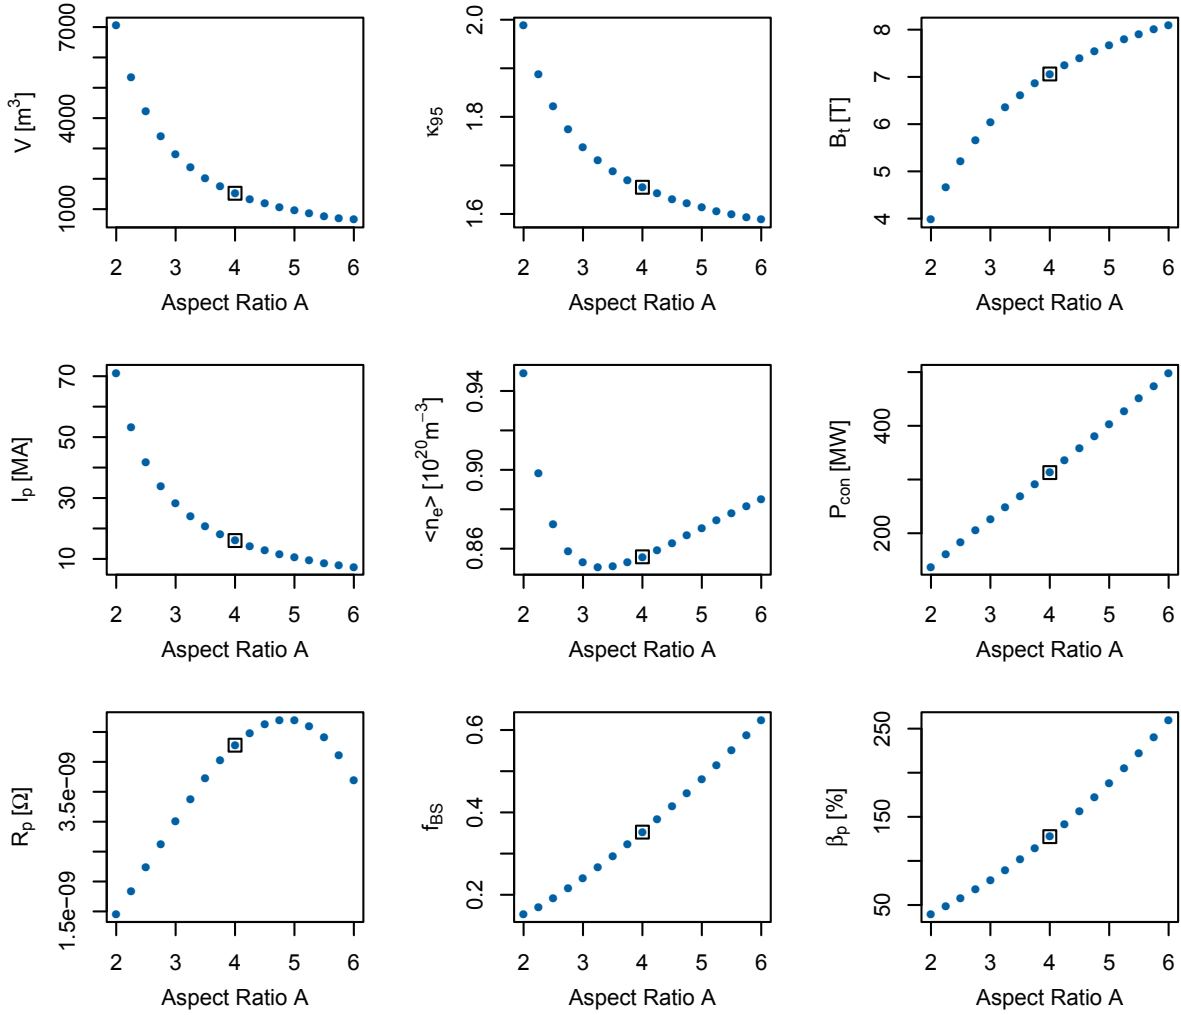 V [m³]
7000
4000
1000
2 3 4 5 6
Aspect Ratio A
κ₉₅
2.0
1.8
1.6
2 3 4 5 6
Aspect Ratio A
Bₜ [T]
8
7
6
5
4
2 3 4 5 6
Aspect Ratio A
Iₚ [MA]
70
50
30
10
2 3 4 5 6
Aspect Ratio A
<nₑ> [10²⁰m⁻³]
0.94
0.90
0.86
2 3 4 5 6
Aspect Ratio A
P_con [MW]
400
200
2 3 4 5 6
Aspect Ratio A
Rₚ [Ω]
3.5e−09
1.5e−09
2 3 4 5 6
Aspect Ratio A
f_BS
0.6
0.4
0.2
2 3 4 5 6
Aspect Ratio A
βₚ [%]
250
150
50
2 3 4 5 6
Aspect Ratio A